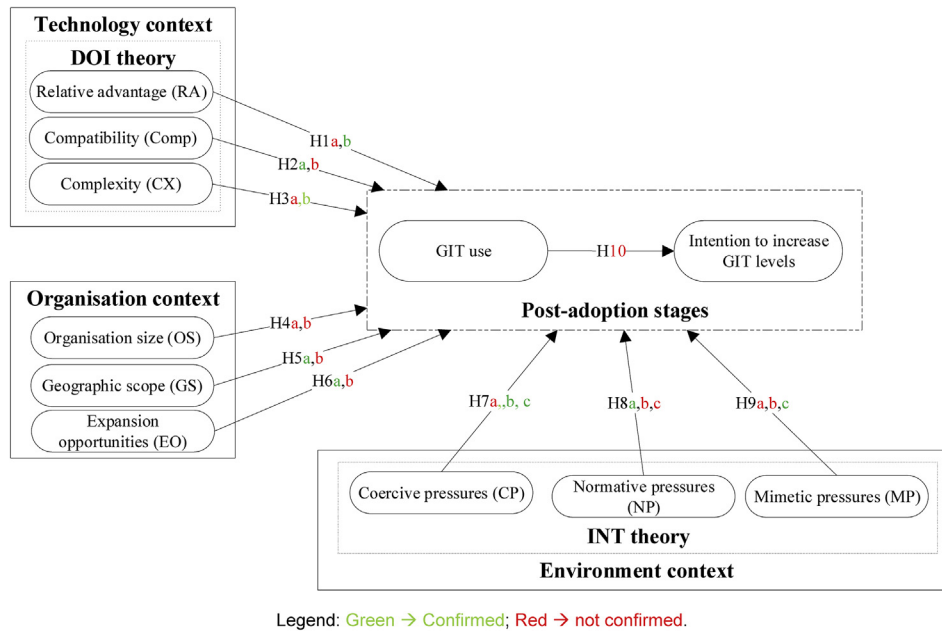 Technology context
DOI theory
Relative advantage (RA)
Compatibility (Comp)
Complexity (CX)
H1a,b
H2a,b
H3a,b
Organisation context
Organisation size (OS)
Geographic scope (GS)
Expansion
opportunities (EO)
H4a,b
H5a,b
H6a,b
GIT use
H10
Intention to increase
GIT levels
Post-adoption stages
H7a,,b, c
H8a,b,c
H9a,b,c
Coercive pressures (CP)
Normative pressures
(NP)
Mimetic pressures (MP)
INT theory
Environment context
Legend: Green → Confirmed; Red → not confirmed.